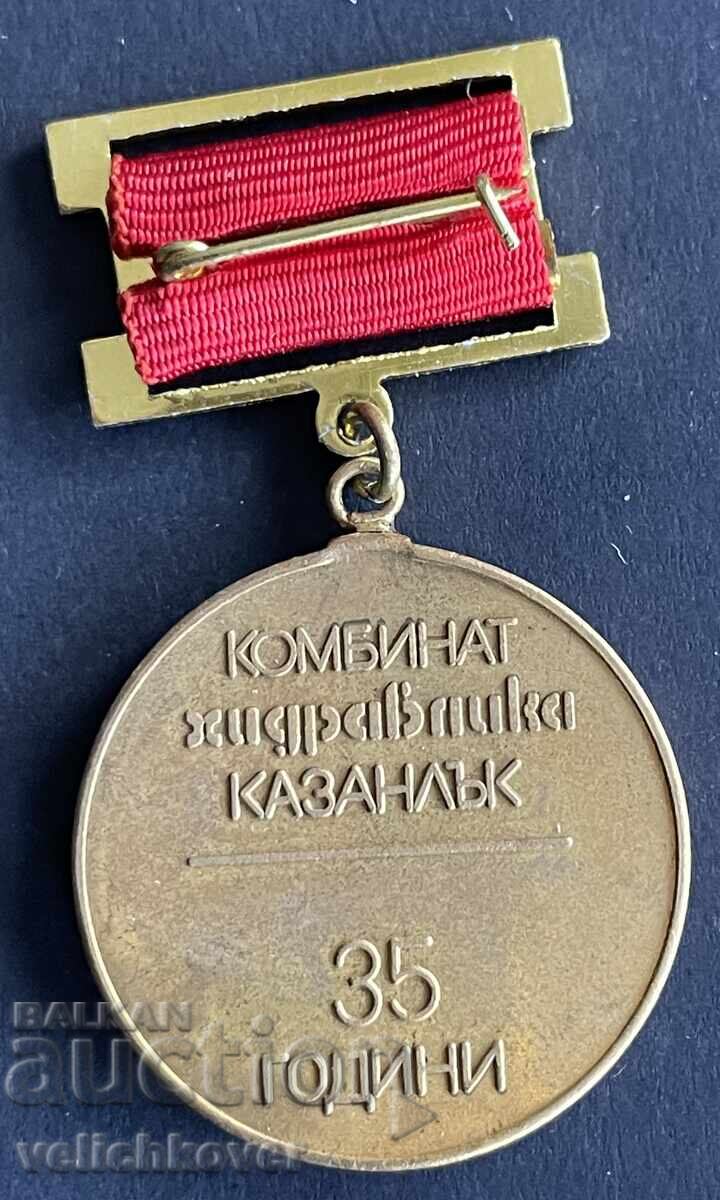 КОМБИНАТ
хидравлика
КАЗАНЛЪК
35
ГОДИНИ
BALKAN
auction
velichkover